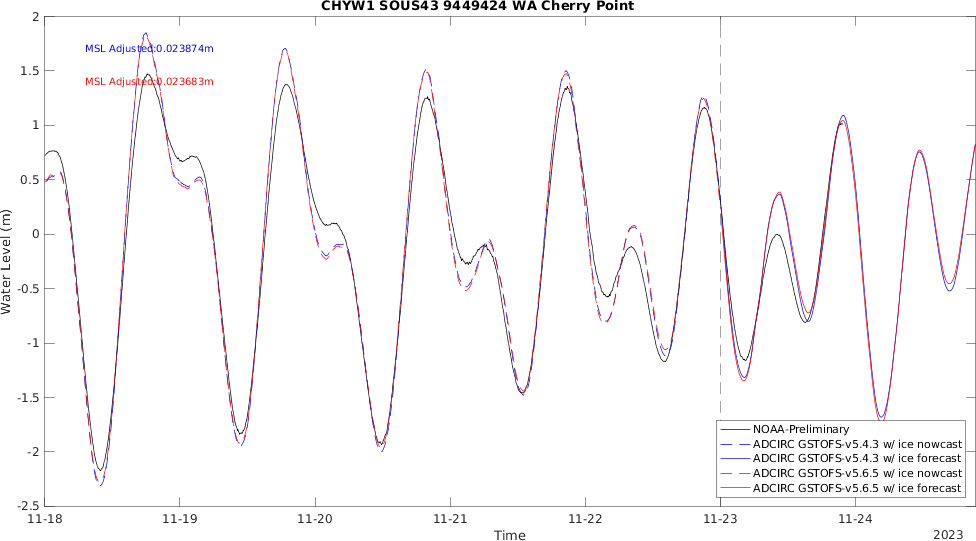 CHYW1 SOUS43 9449424 WA Cherry Point
2
1.5
1
0.5
0
-0.5
-1
-1.5
-2
-2.5
Water Level (m)
MSL Adjusted:0.023874m
MSL Adjusted:0.023683m
NOAA-Preliminary
ADCIRC GSTOFS-v5.4.3 w/ ice nowcast
ADCIRC GSTOFS-v5.4.3 w/ ice forecast
ADCIRC GSTOFS-v5.6.5 w/ ice nowcast
ADCIRC GSTOFS-v5.6.5 w/ ice forecast
11-18 11-19 11-20 11-21 11-22 11-23 11-24
Time
2023